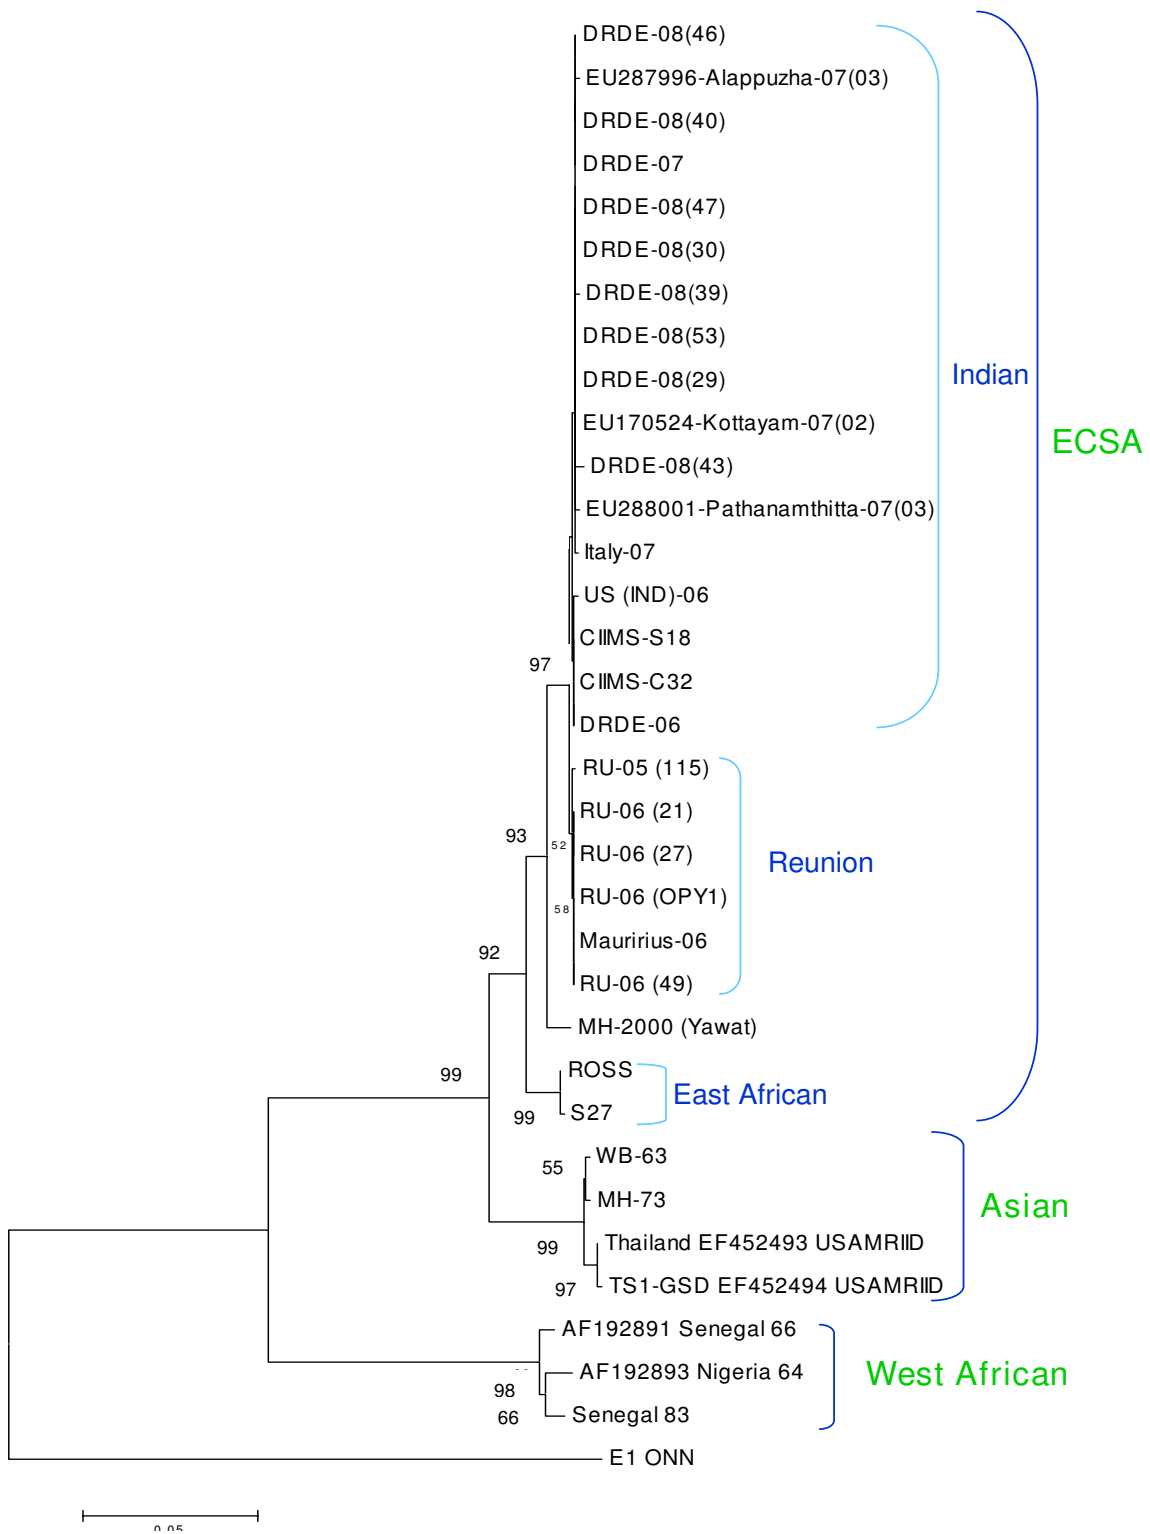 DRDE-08(46)
EU287996-Alappuzha-07(03)
DRDE-08(40)
DRDE-07
DRDE-08(47)
DRDE-08(30)
DRDE-08(39)
DRDE-08(53)
DRDE-08(29)
Indian
EU170524-Kottayam-07(02)
ECSA
DRDE-08(43)
EU288001-Pathanamthitta-07(03)
Italy-07
US (IND)-06
CIIMS-S18
97
CIIMS-C32
DRDE-06
RU-05 (115)
RU-06 (21)
93
52
RU-06 (27)
Reunion
RU-06 (OPY1)
58
Mauririus-06
92
RU-06 (49)
MH-2000 (Yawat)
99
ROSS
East African
99
S27
55
WB-63
MH-73
Asian
99
Thailand EF452493 USAMRIID
97
TS1-GSD EF452494 USAMRIID
AF192891 Senegal 66
AF192893 Nigeria 64
West African
98
66
Senegal 83
E1 ONN
0.05